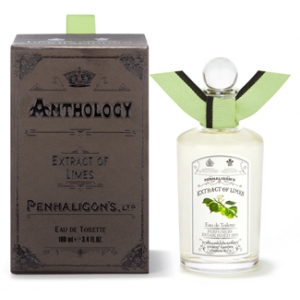 ANTHOLOGY
EXTRACT OF
LIMES
PENHALIGON'S, LTD
EAU DE TOILETTE
100 ml e 3.4 fl.oz
PENHALIGON'S
EXTRACT OF LIMES
Eau de Toilette